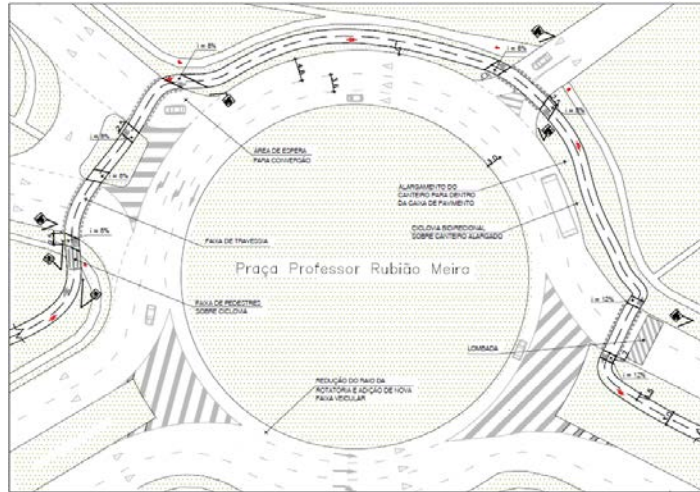 i = 8%
i = 8%
ÁREA DE ESPERA
PARA CONVERSÃO
i = 8%
i = 8%
i = 8%
3.0
ALARGAMENTO DO
CANTEIRO PARA DENTRO
DA CAIXA DE PAVIMENTO
CICLOVIA BIDIRECIONAL
SOBRE CANTEIRO ALARGADO
i = 8%
FAIXA DE TRAVESSIA
Praça Professor Rubião Meira
FAIXA DE PEDESTRES
SOBRE CICLOVIA
i = 12%
LOMBADA
i = 12%
REDUÇÃO DO RAIO DA
ROTATÓRIA E ADIÇÃO DE NOVA
FAIXA VEICULAR